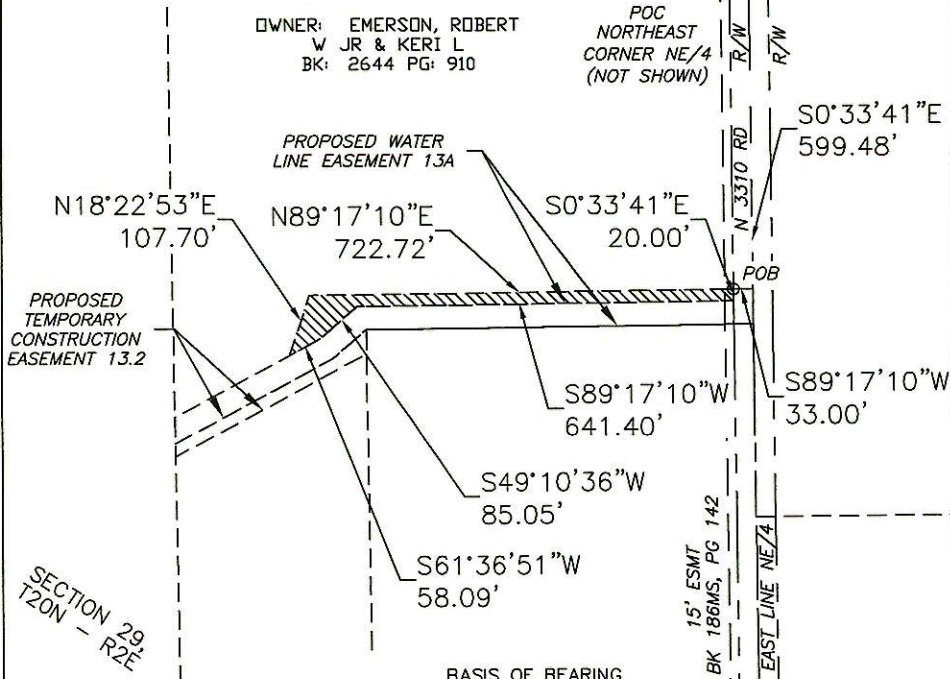 OWNER: EMERSON, ROBERT
W JR & KERI L
BK: 2644 PG: 910
POC
NORTHEAST
CORNER NE/4
(NOT SHOWN)
R/W
R/W
N 3310 RD
S0°33'41"E
599.48'
PROPOSED WATER
LINE EASEMENT 13A
N18°22'53"E
107.70'
N89°17'10"E
722.72'
S0°33'41"E
20.00'
POB
PROPOSED
TEMPORARY
CONSTRUCTION
EASEMENT 13.2
S89°17'10"W
33.00'
S89°17'10"W
641.40'
S49°10'36"W
85.05'
S61°36'51"W
58.09'
15' ESMT
BK 186MS, PG 142
EAST LINE NE/4
SECTION 29,
T20N - R2E
BASIS OF BEARING